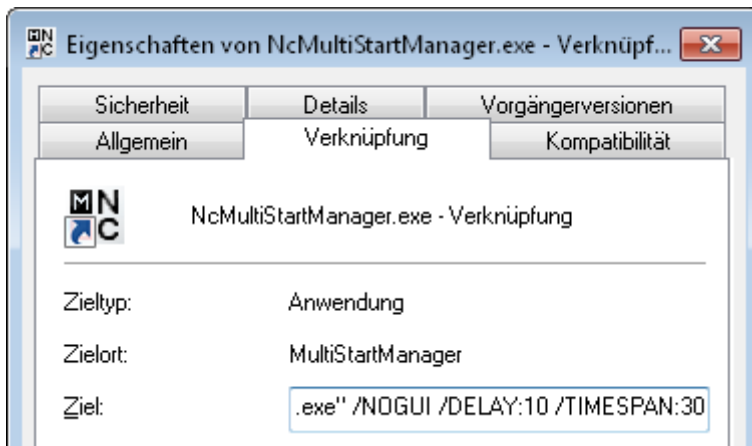 Eigenschaften von NcMultiStartManager.exe - Verknüpf...
Sicherheit Details Vorgängerversionen
Allgemein Verknüpfung Kompatibilität
M N C
NcMultiStartManager.exe - Verknüpfung
Zieltyp: Anwendung
Zielort: MultiStartManager
Ziel: .exe" /NOGUI /DELAY:10 /TIMESPAN:30